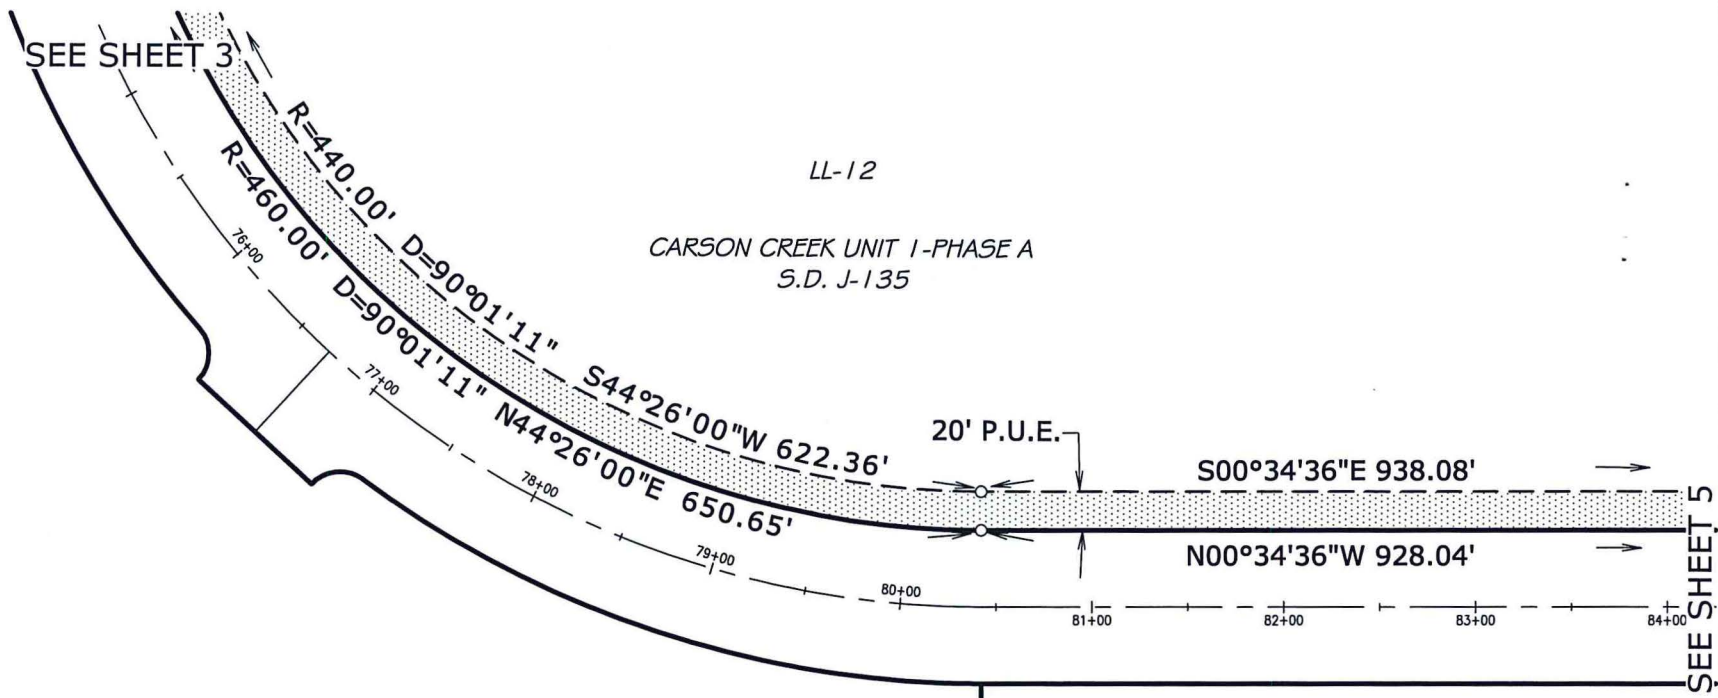 SEE SHEET 3
R=440.00' D=90°01'11" S44°26'00"W 622.36'
R=460.00' D=90°01'11" N44°26'00"E 650.65'
LL-12
CARSON CREEK UNIT 1-PHASE A
S.D. J-135
20' P.U.E.
S00°34'36"E 938.08'
N00°34'36"W 928.04'
76+00
77+00
78+00
79+00
80+00
81+00
82+00
83+00
84+00
SEE SHEET 5